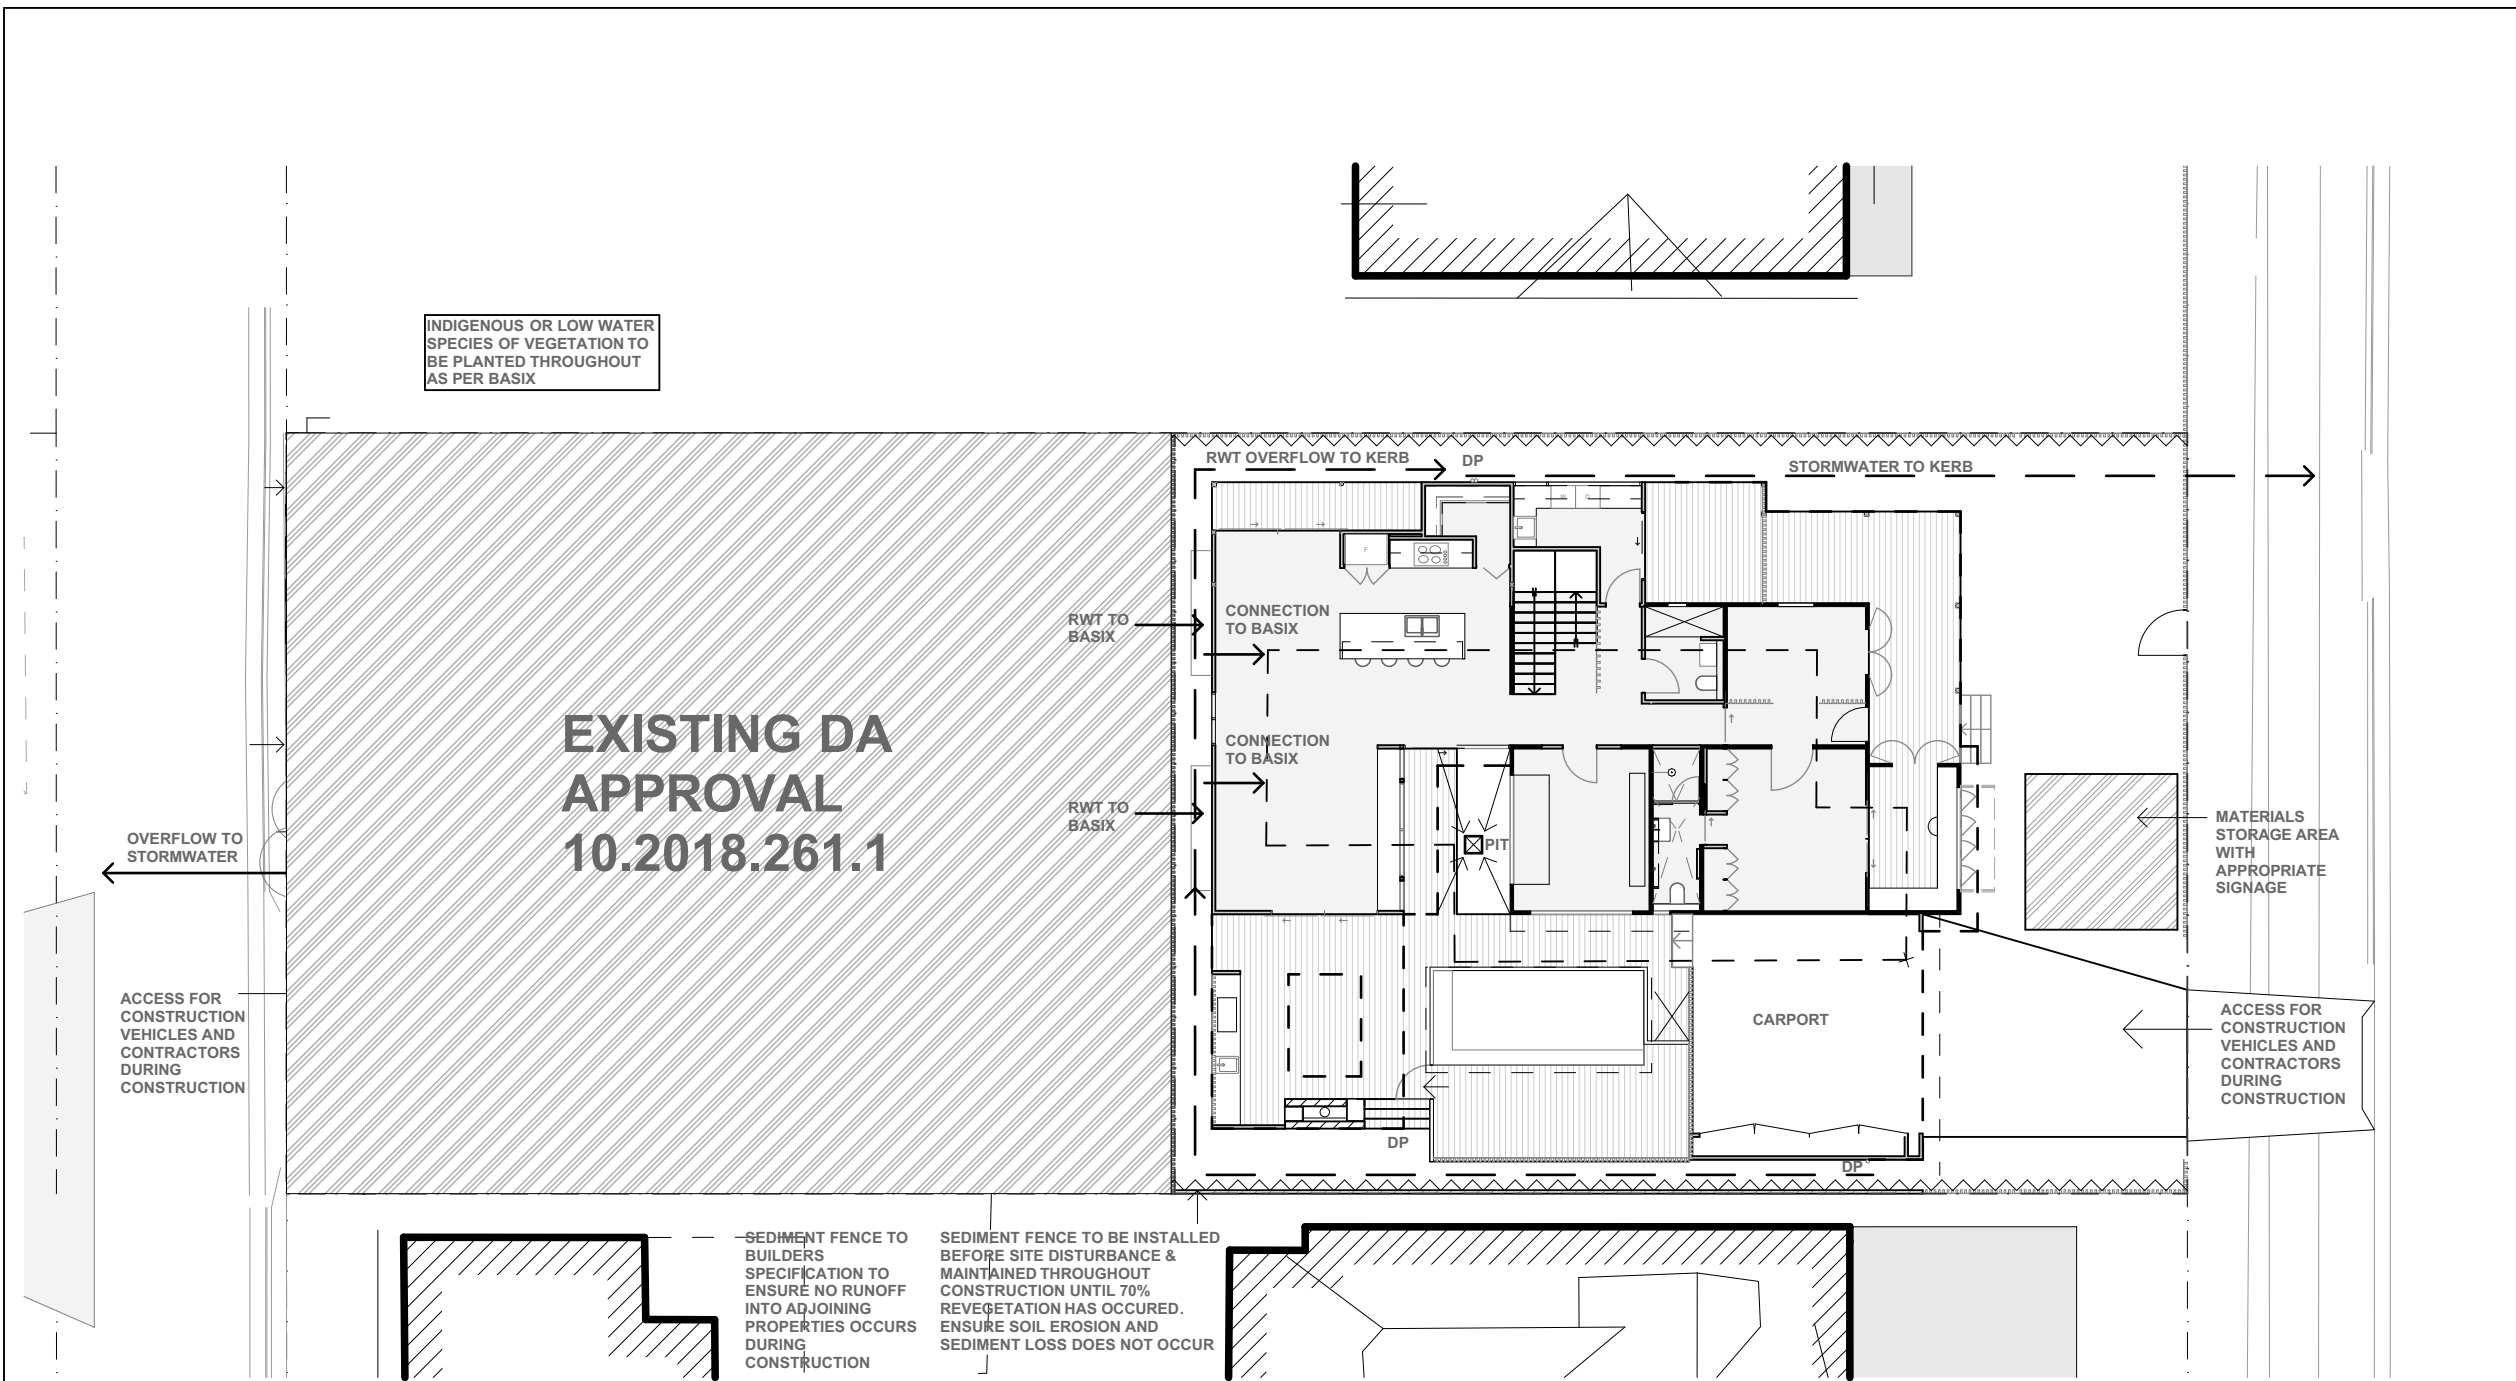 INDIGENOUS OR LOW WATER
SPECIES OF VEGETATION TO
BE PLANTED THROUGHOUT
AS PER BASIX
RWT OVERFLOW TO KERB
DP
STORMWATER TO KERB
W
D
F
RWT TO
BASIX
CONNECTION
TO BASIX
EXISTING DA
APPROVAL
10.2018.261.1
CONNECTION
TO BASIX
RWT TO
BASIX
PIT
OVERFLOW TO
STORMWATER
MATERIALS
STORAGE AREA
WITH
APPROPRIATE
SIGNAGE
ACCESS FOR
CONSTRUCTION
VEHICLES AND
CONTRACTORS
DURING
CONSTRUCTION
CARPORT
ACCESS FOR
CONSTRUCTION
VEHICLES AND
CONTRACTORS
DURING
CONSTRUCTION
DP
DP
SEDIMENT FENCE TO
BUILDERS
SPECIFICATION TO
ENSURE NO RUNOFF
INTO ADJOINING
PROPERTIES OCCURS
DURING
CONSTRUCTION
SEDIMENT FENCE TO BE INSTALLED
BEFORE SITE DISTURBANCE &
MAINTAINED THROUGHOUT
CONSTRUCTION UNTIL 70%
REVEGETATION HAS OCCURED.
ENSURE SOIL EROSION AND
SEDIMENT LOSS DOES NOT OCCUR